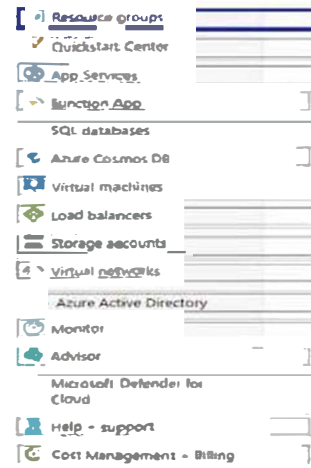 Resource groups
Quickstart Center
App Services
Function App
SQL databases
Azure Cosmos DB
Virtual machines
Load balancers
Storage accounts
Virtual networks
Azure Active Directory
Monitor
Advisor
Microsoft Defender for
Cloud
Help + support
Cost Management + Billing